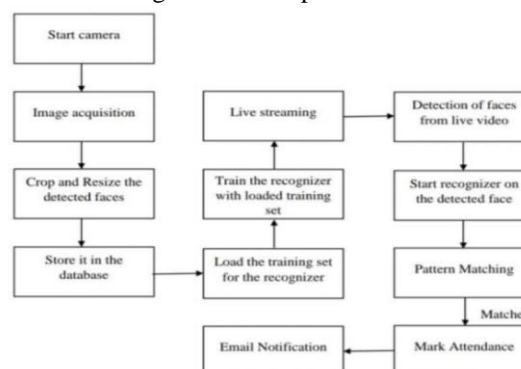 Start camera
Image acquisition
Crop and Resize the
detected faces
Store it in the
database
Load the training set
for the recognizer
Train the recognizer
with loaded training
set
Live streaming
Detection of faces
from live video
Start recognizer on
the detected face
Pattern Matching
Matche
Mark Attendance
Email Notification